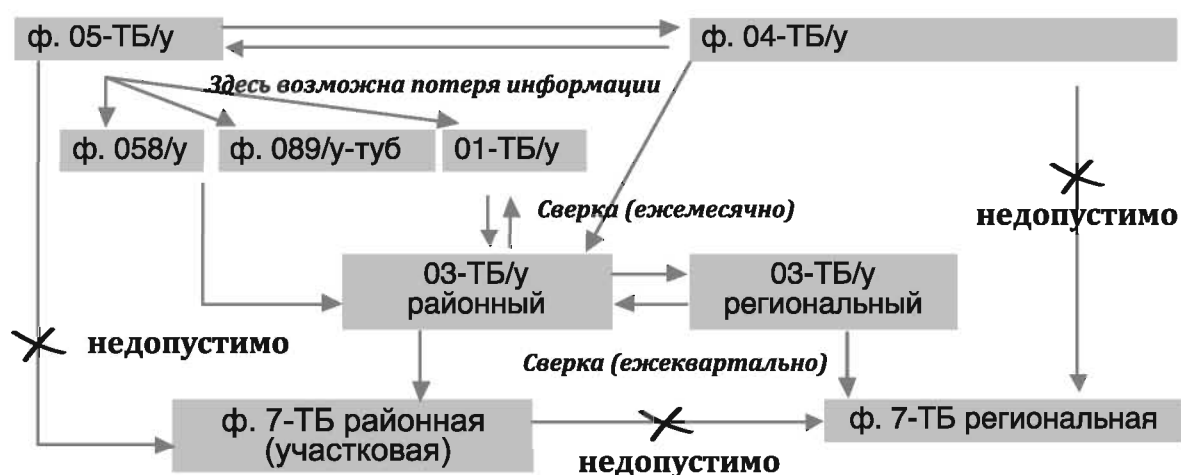 ф. 05-ТБ/у
ф. 04-ТБ/у
Здесь возможна потеря информации
ф. 058/у
ф. 089/у-туб
01-ТБ/у
Сверка (ежемесячно)
недопустимо
03-ТБ/у
районный
03-ТБ/у
региональный
недопустимо
Сверка (ежеквартально)
ф. 7-ТБ районная
(участковая)
ф. 7-ТБ региональная
недопустимо